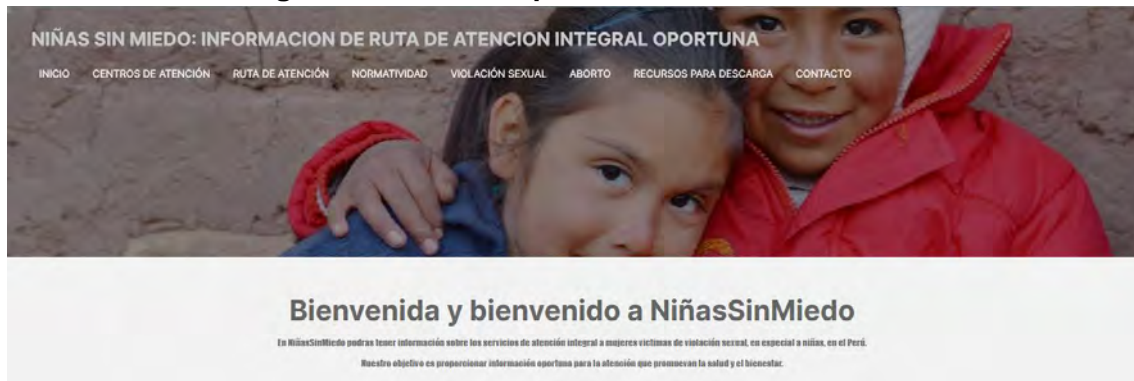 NIÑAS SIN MIEDO: INFORMACION DE RUTA DE ATENCION INTEGRAL OPORTUNA
INICIO CENTROS DE ATENCIÓN RUTA DE ATENCIÓN NORMATIVIDAD VIOLACIÓN SEXUAL ABORTO RECURSOS PARA DESCARGA CONTACTO
Bienvenida y bienvenido a NiñasSinMiedo
En NiñasSinMiedo podras tener información sobre los servicios de atención integral a mujeres víctimas de violación sexual, en especial a niñas, en el Perú.
Nuestro objetivo es proporcionar información oportuna para la atención que promuevan la salud y el bienestar.